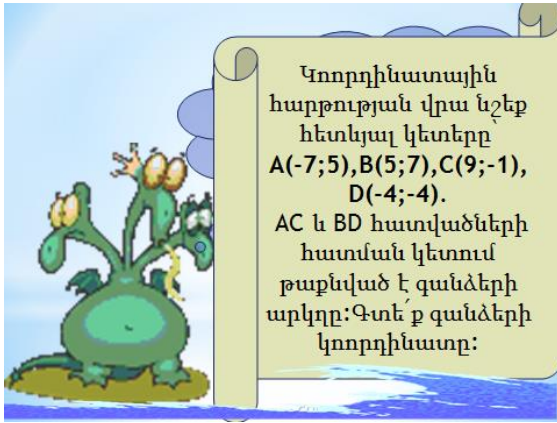 Կոորդինատային
հարթության վրա նշեք
հետևյալ կետերը՝
A(-7;5),B(5;7),C(9;-1),
D(-4;-4).
AC և BD հատվածների
հատման կետում
թաքնված է գանձերի
արկղը:Գտե՛ք գանձերի
կոորդինատը: